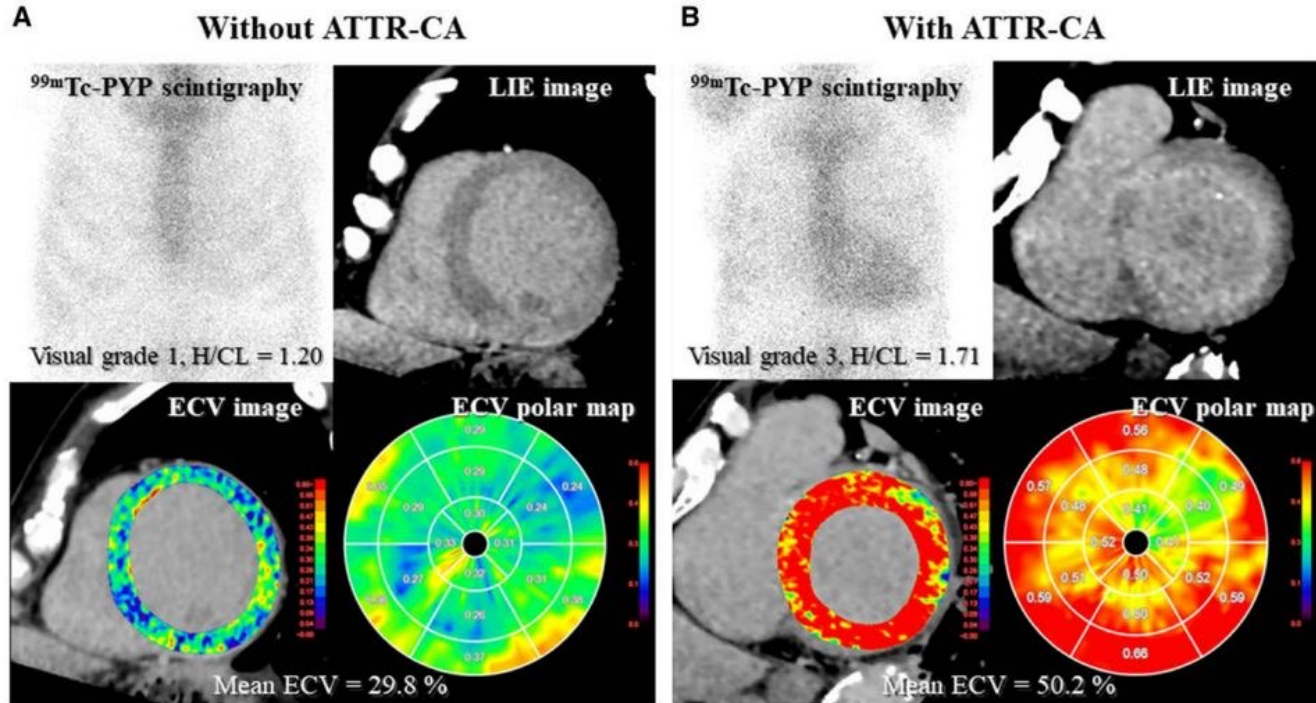 A
Without ATTR-CA
99mTc-PYP scintigraphy
LIE image
Visual grade 1, H/CL = 1.20
ECV image
ECV polar map
0.29
0.24
0.29
0.24
0.29
0.30
0.33
0.31
0.32
0.27
0.31
0.38
0.26
0.37
Mean ECV = 29.8 %
B
With ATTR-CA
99mTc-PYP scintigraphy
LIE image
Visual grade 3, H/CL = 1.71
ECV image
ECV polar map
0.56
0.57
0.49
0.48
0.48
0.40
0.41
0.52
0.50
0.51
0.52
0.59
0.59
0.50
0.66
Mean ECV = 50.2 %